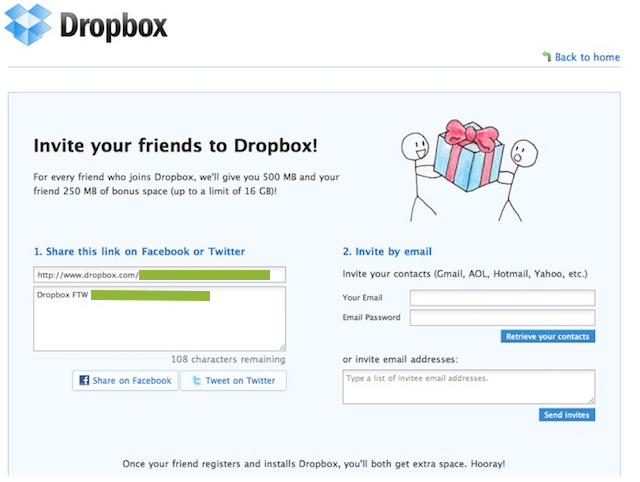 Dropbox
Back to home
Invite your friends to Dropbox!
For every friend who joins Dropbox, we'll give you 500 MB and your
friend 250 MB of bonus space (up to a limit of 16 GB)!
1. Share this link on Facebook or Twitter
http://www.dropbox.com/
Dropbox FTW
108 characters remaining
Share on Facebook
Tweet on Twitter
2. Invite by email
Invite your contacts (Gmail, AOL, Hotmail, Yahoo, etc.)
Your Email
Email Password
Retrieve your contacts
or invite email addresses:
Type a list of invitee email addresses.
Send invites
Once your friend registers and installs Dropbox, you'll both get extra space. Hooray!